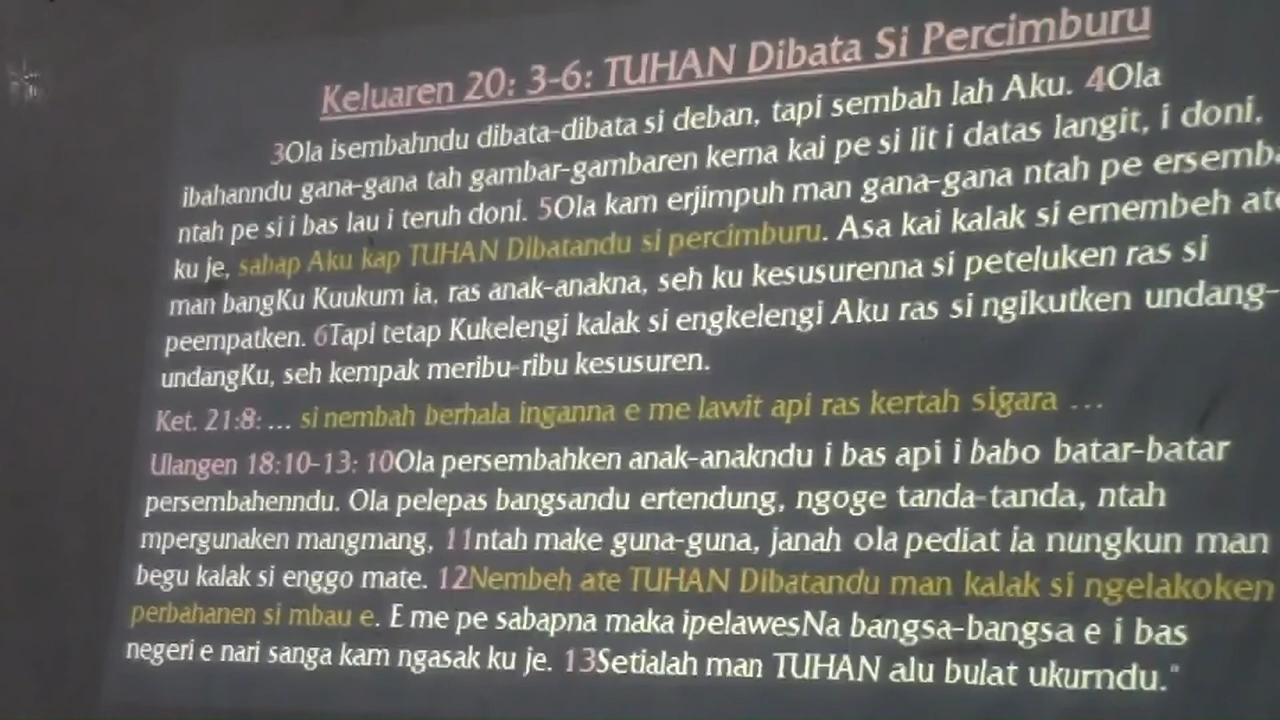 Keluaren 20: 3-6: TUHAN Dibata Si Percimburu
3Ola isembahndu dibata-dibata si deban, tapi sembah lah Aku. 4Ola
ibahanndu gana-gana tah gambar-gambaren kerna kai pe si lit i datas langit, i doni,
ntah pe si i bas lau i teruh doni. 5Ola kam erjimpuh man gana-gana ntah pe
ku je, sabap Aku kap TUHAN Dibatandu si percimburu. Asa kai kalak si ernembeh
man bangKu Kuukum ia, ras anak-anakna, seh ku kesusurenna si peteluken ras si
peempatken. 6Tapi tetap Kukelengi kalak si engkelengi Aku ras si ngikutken undang-
undangKu, seh kempak meribu-ribu kesusuren.
Ket. 21:8: ... si nembah berhala inganna e me lawit api ras kertah sigara ...
Ulangen 18:10-13: 10Ola persembahken anak-anakndu i bas api i babo batar-batar
persembahenndu. Ola pelepas bangsandu ertendung, ngoge tanda-tanda, ntah
mpergunaken mangmang, 11ntah make guna-guna, janah ola pediat ia nungkun man
begu kalak si enggo mate. 12Nembeh ate TUHAN Dibatandu man kalak si ngelakoken
perbahanen si mbau e. E me pe sabapna maka ipelawesNa bangsa-bangsa e i bas
negeri e nari sanga kam ngasak ku je. 13Setialah man TUHAN alu bulat ukurndu."